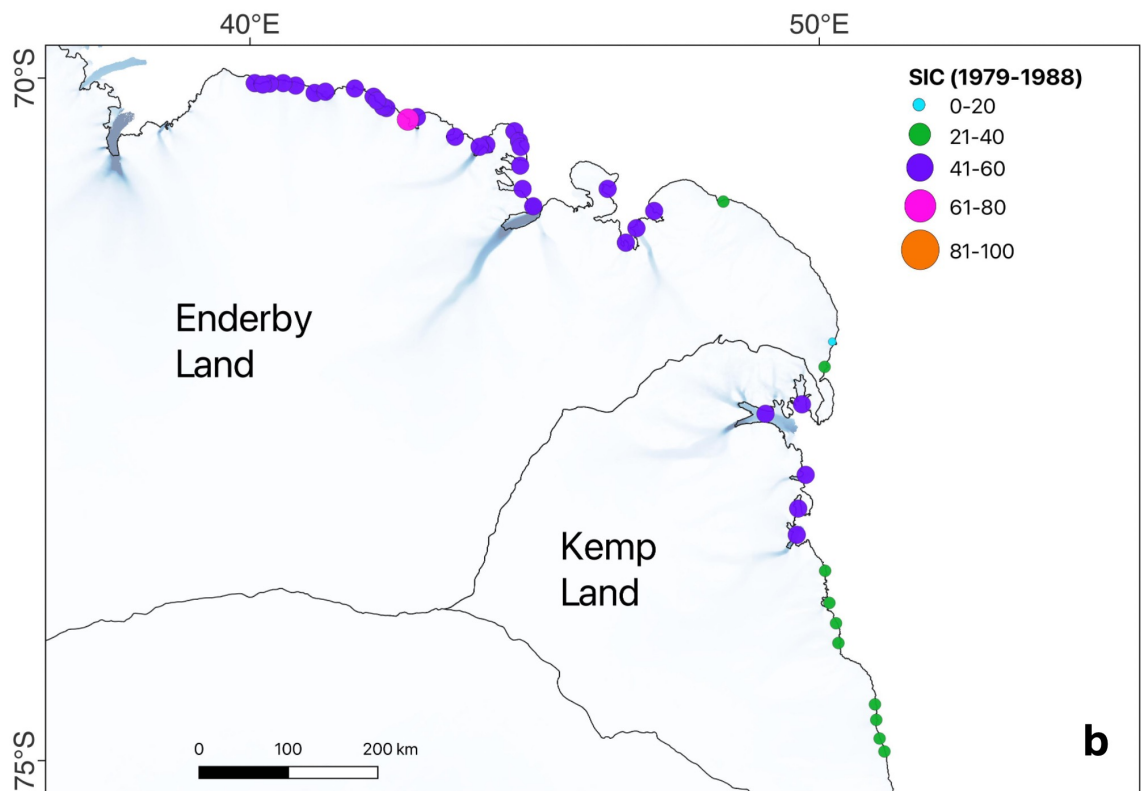 40°E
50°E
70°S
SIC (1979-1988)
0-20
21-40
41-60
61-80
81-100
Enderby
Land
Kemp
Land
75°S
0 100 200 km
b